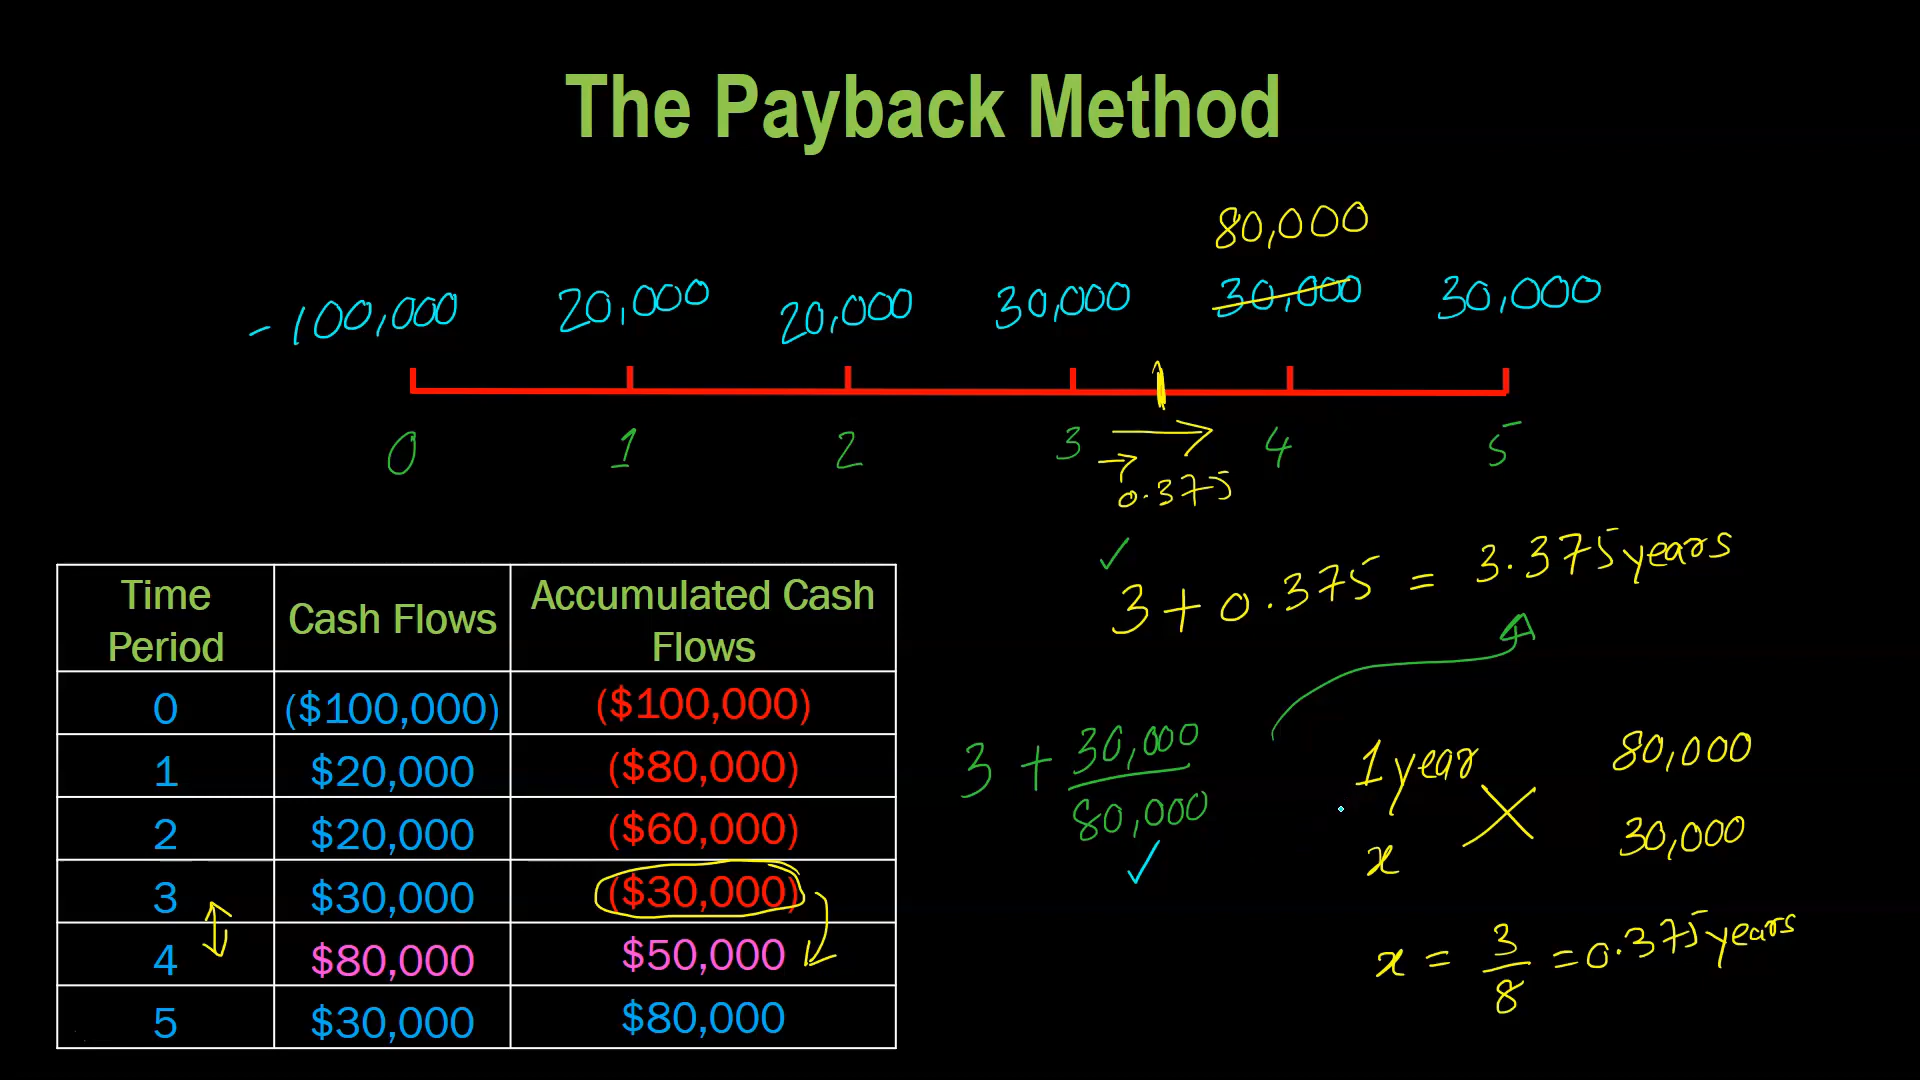 The Payback Method
80,000
-100,000 20,000 20,000 30,000 30,000 30,000
0 1 2 3 4 5
0.375
3 + 0.375 = 3.375 years
Time Period Cash Flows Accumulated Cash Flows
0 ($100,000) ($100,000)
1 $20,000 ($80,000)
2 $20,000 ($60,000)
3 $30,000 ($30,000)
4 $80,000 $50,000
5 $30,000 $80,000
3 + 30,000
80,000
1 year 80,000
x 30,000
x = 3/8 = 0.375 years